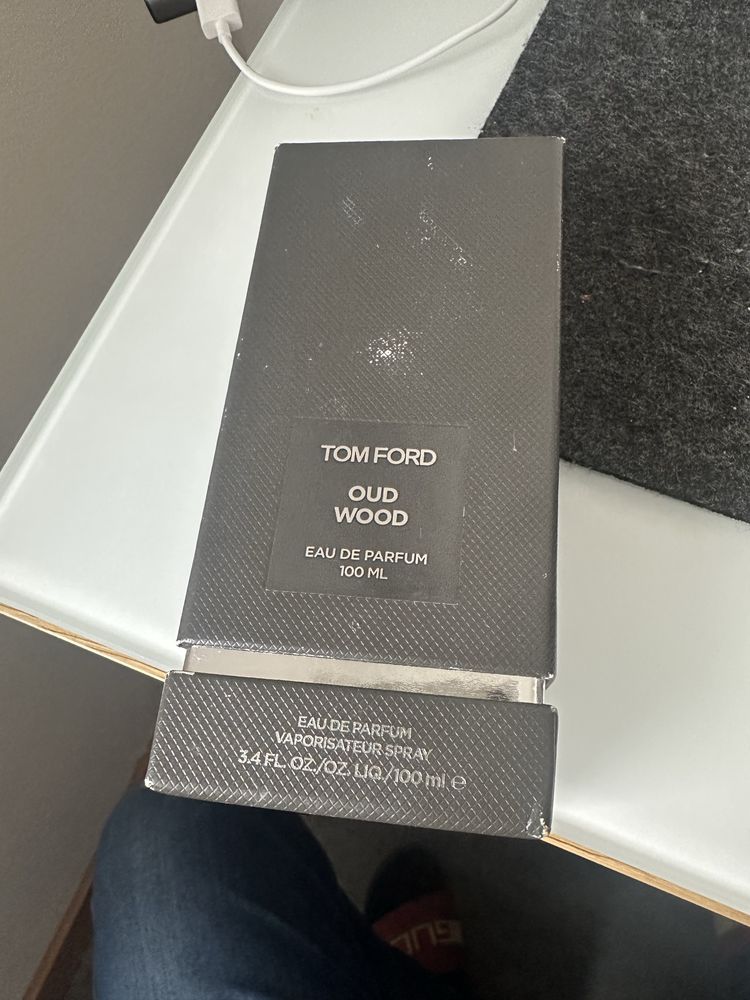 TOM FORD
OUD
WOOD
EAU DE PARFUM
100 ML
EAU DE PARFUM
VAPORISATEUR SPRAY
3.4 FL. OZ./OZ. LIQ./100 ml ℮